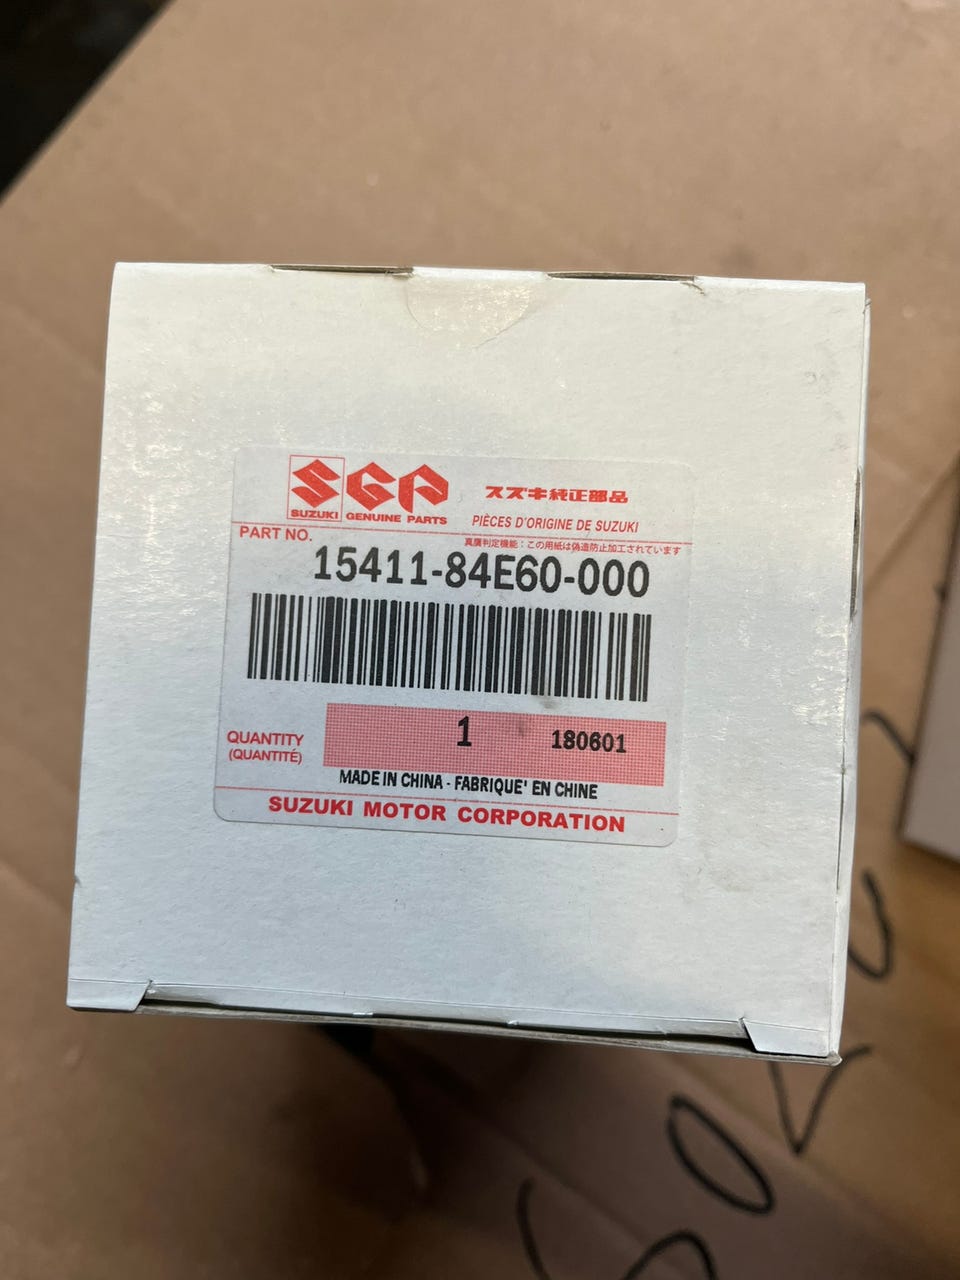 SGP
SUZUKI GENUINE PARTS
スズキ純正部品
PIÈCES D'ORIGINE DE SUZUKI
PART NO.
真贋判定機能：この用紙は偽造防止加工されています
15411-84E60-000
QUANTITY
(QUANTITÉ)
1 180601
MADE IN CHINA - FABRIQUE' EN CHINE
SUZUKI MOTOR CORPORATION